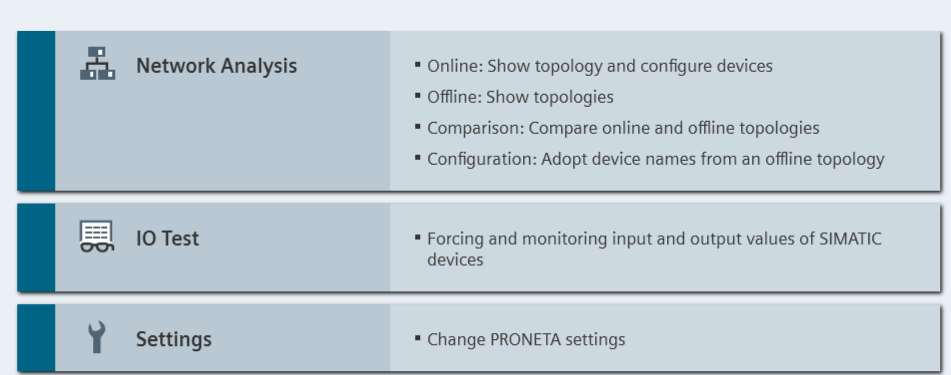 Network Analysis
▪ Online: Show topology and configure devices
▪ Offline: Show topologies
▪ Comparison: Compare online and offline topologies
▪ Configuration: Adopt device names from an offline topology
IO Test
▪ Forcing and monitoring input and output values of SIMATIC
devices
Settings
▪ Change PRONETA settings